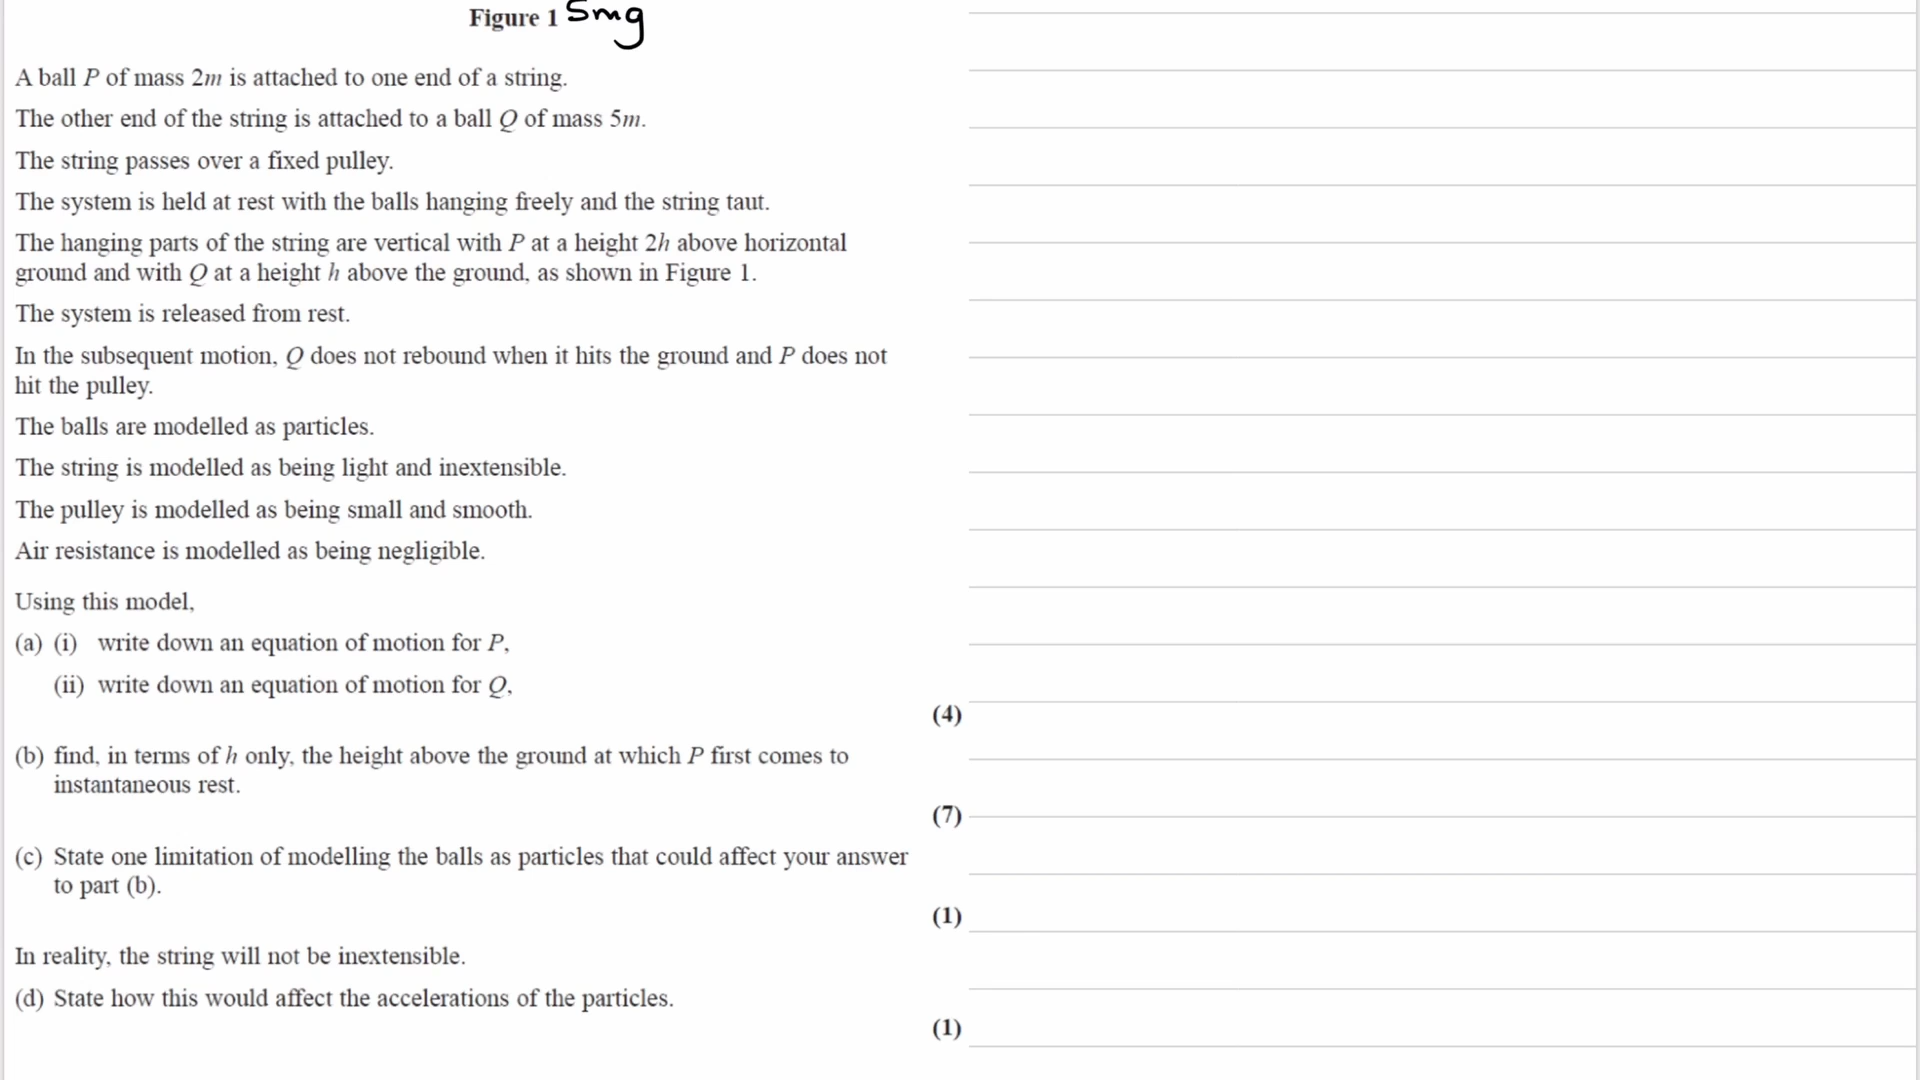 Figure 1 5mg
A ball P of mass 2m is attached to one end of a string.
The other end of the string is attached to a ball Q of mass 5m.
The string passes over a fixed pulley.
The system is held at rest with the balls hanging freely and the string taut.
The hanging parts of the string are vertical with P at a height 2h above horizontal
ground and with Q at a height h above the ground, as shown in Figure 1.
The system is released from rest.
In the subsequent motion, Q does not rebound when it hits the ground and P does not
hit the pulley.
The balls are modelled as particles.
The string is modelled as being light and inextensible.
The pulley is modelled as being small and smooth.
Air resistance is modelled as being negligible.
Using this model,
(a) (i) write down an equation of motion for P,
(ii) write down an equation of motion for Q,
(4)
(b) find, in terms of h only, the height above the ground at which P first comes to
instantaneous rest.
(7)
(c) State one limitation of modelling the balls as particles that could affect your answer
to part (b).
(1)
In reality, the string will not be inextensible.
(d) State how this would affect the accelerations of the particles.
(1)